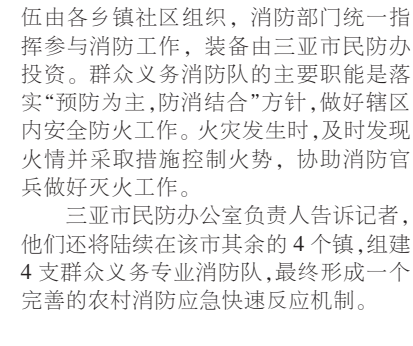 伍由各乡镇社区组织，消防部门统一指
挥参与消防工作，装备由三亚市民防办
投资。群众义务消防队的主要职能是落
实“预防为主，防消结合”方针，做好辖区
内安全防火工作。火灾发生时，及时发现
火情并采取措施控制火势，协助消防官
兵做好灭火工作。
三亚市民防办公室负责人告诉记者，
他们还将陆续在该市其余的 4 个镇，组建
4 支群众义务专业消防队，最终形成一个
完善的农村消防应急快速反应机制。